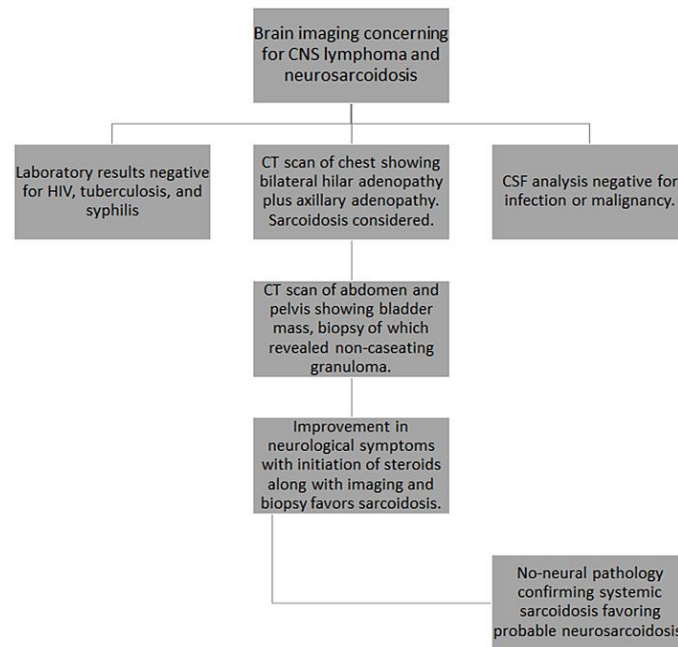 Brain imaging concerning
for CNS lymphoma and
neurosarcoidosis
Laboratory results negative
for HIV, tuberculosis, and
syphilis
CT scan of chest showing
bilateral hilar adenopathy
plus axillary adenopathy.
Sarcoidosis considered.
CSF analysis negative for
infection or malignancy.
CT scan of abdomen and
pelvis showing bladder
mass, biopsy of which
revealed non-caseating
granuloma.
Improvement in
neurological symptoms
with initiation of steroids
along with imaging and
biopsy favors sarcoidosis.
No-neural pathology
confirming systemic
sarcoidosis favoring
probable neurosarcoidosis